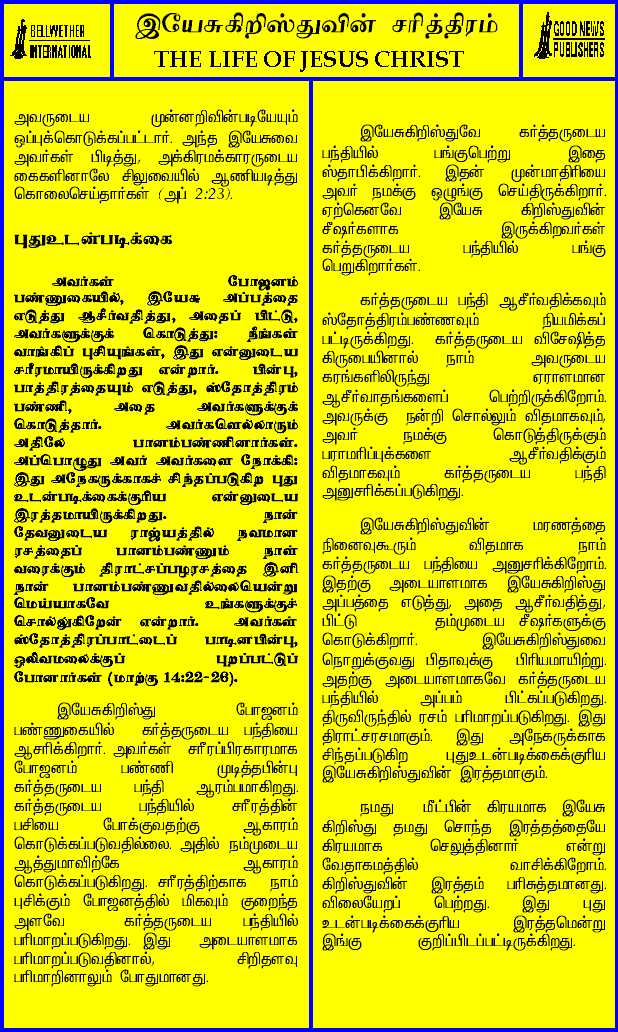 BELLWETHER
INTERNATIONAL
இயேசுகிறிஸ்துவின் சரித்திரம்
THE LIFE OF JESUS CHRIST
GOOD NEWS
PUBLISHERS
அவருடைய முன்னறிவின்படியேயும்
ஒப்புக்கொடுக்கப்பட்டார். அந்த இயேசுவை
அவர்கள் பிடித்து, அக்கிரமக்காரருடைய
கைகளினாலே சிலுவையில் ஆணியடித்து
கொலைசெய்தார்கள் (அப் 2:23).
புதுஉடன்படிக்கை
அவர்கள் போஜனம்
பண்ணுகையில், இயேசு அப்பத்தை
எடுத்து ஆசீர்வதித்து, அதைப் பிட்டு,
அவர்களுக்குக் கொடுத்து: நீங்கள்
வாங்கிப் புசியுங்கள், இது என்னுடைய
சரீரமாயிருக்கிறது என்றார். பின்பு,
பாத்திரத்தையும் எடுத்து, ஸ்தோத்திரம்
பண்ணி, அதை அவர்களுக்குக்
கொடுத்தார். அவர்களெல்லாரும்
அதிலே பானம்பண்ணினார்கள்.
அப்பொழுது அவர் அவர்களை நோக்கி:
இது அநேகருக்காகச் சிந்தப்படுகிற புது
உடன்படிக்கைக்குரிய என்னுடைய
இரத்தமாயிருக்கிறது. நான்
தேவனுடைய ராஜ்யத்தில் நவமான
ரசத்தைப் பானம்பண்ணும் நாள்
வரைக்கும் திராட்சப்பழரசத்தை இனி
நான் பானம்பண்ணுவதில்லையென்று
மெய்யாகவே உங்களுக்குச்
சொல்லுகிறேன் என்றார். அவர்கள்
ஸ்தோத்திரப்பாட்டைப் பாடினபின்பு,
ஒலிவமலைக்குப் புறப்பட்டுப்
போனார்கள் (மாற்கு 14:22-26).
இயேசுகிறிஸ்து போஜனம்
பண்ணுகையில் கர்த்தருடைய பந்தியை
ஆசரிக்கிறார். அவர்கள் சரீரப்பிரகாரமாக
போஜனம் பண்ணி முடித்தபின்பு
கர்த்தருடைய பந்தி ஆரம்பமாகிறது.
கர்த்தருடைய பந்தியில் சரீரத்தின்
பசியை போக்குவதற்கு ஆகாரம்
கொடுக்கப்படுவதில்லை. அதில் நம்முடைய
ஆத்துமாவிற்கே ஆகாரம்
கொடுக்கப்படுகிறது. சரீரத்திற்காக நாம்
புசிக்கும் போஜனத்தில் மிகவும் குறைந்த
அளவே கர்த்தருடைய பந்தியில்
பரிமாறப்படுகிறது. இது அடையாளமாக
பரிமாறப்படுவதினால், சிறிதளவு
பரிமாறினாலும் போதுமானது.
இயேசுகிறிஸ்துவே கர்த்தருடைய
பந்தியில் பங்குபெற்று இதை
ஸ்தாபிக்கிறார். இதன் முன்மாதிரியை
அவர் நமக்கு ஒழுங்கு செய்திருக்கிறார்.
ஏற்கெனவே இயேசு கிறிஸ்துவின்
சீஷர்களாக இருக்கிறவர்கள்
கர்த்தருடைய பந்தியில் பங்கு
பெறுகிறார்கள்.
கர்த்தருடைய பந்தி ஆசீர்வதிக்கவும்
ஸ்தோத்திரம்பண்ணவும் நியமிக்கப்
பட்டிருக்கிறது. கர்த்தருடைய விசேஷித்த
கிருபையினால் நாம் அவருடைய
கரங்களிலிருந்து ஏராளமான
ஆசீர்வாதங்களைப் பெற்றிருக்கிறோம்.
அவருக்கு நன்றி சொல்லும் விதமாகவும்,
அவர் நமக்கு கொடுத்திருக்கும்
பராமரிப்புக்களை ஆசீர்வதிக்கும்
விதமாகவும் கர்த்தருடைய பந்தி
அனுசரிக்கப்படுகிறது.
இயேசுகிறிஸ்துவின் மரணத்தை
நினைவுகூரும் விதமாக நாம்
கர்த்தருடைய பந்தியை அனுசரிக்கிறோம்.
இதற்கு அடையாளமாக இயேசுகிறிஸ்து
அப்பத்தை எடுத்து, அதை ஆசீர்வதித்து,
பிட்டு தம்முடைய சீஷர்களுக்கு
கொடுக்கிறார். இயேசுகிறிஸ்துவை
நொறுக்குவது பிதாவுக்கு பிரியமாயிற்று.
அதற்கு அடையாளமாகவே கர்த்தருடைய
பந்தியில் அப்பம் பிட்கப்படுகிறது.
திருவிருந்தில் ரசம் பரிமாறப்படுகிறது. இது
திராட்சரசமாகும். இது அநேகருக்காக
சிந்தப்படுகிற புதுஉடன்படிக்கைக்குரிய
இயேசுகிறிஸ்துவின் இரத்தமாகும்.
நமது மீட்பின் கிரயமாக இயேசு
கிறிஸ்து தமது சொந்த இரத்தத்தையே
கிரயமாக செலுத்தினார் என்று
வேதாகமத்தில் வாசிக்கிறோம்.
கிறிஸ்துவின் இரத்தம் பரிசுத்தமானது.
விலையேறப் பெற்றது. இது புது
உடன்படிக்கைக்குரிய இரத்தமென்று
இங்கு குறிப்பிடப்பட்டிருக்கிறது.